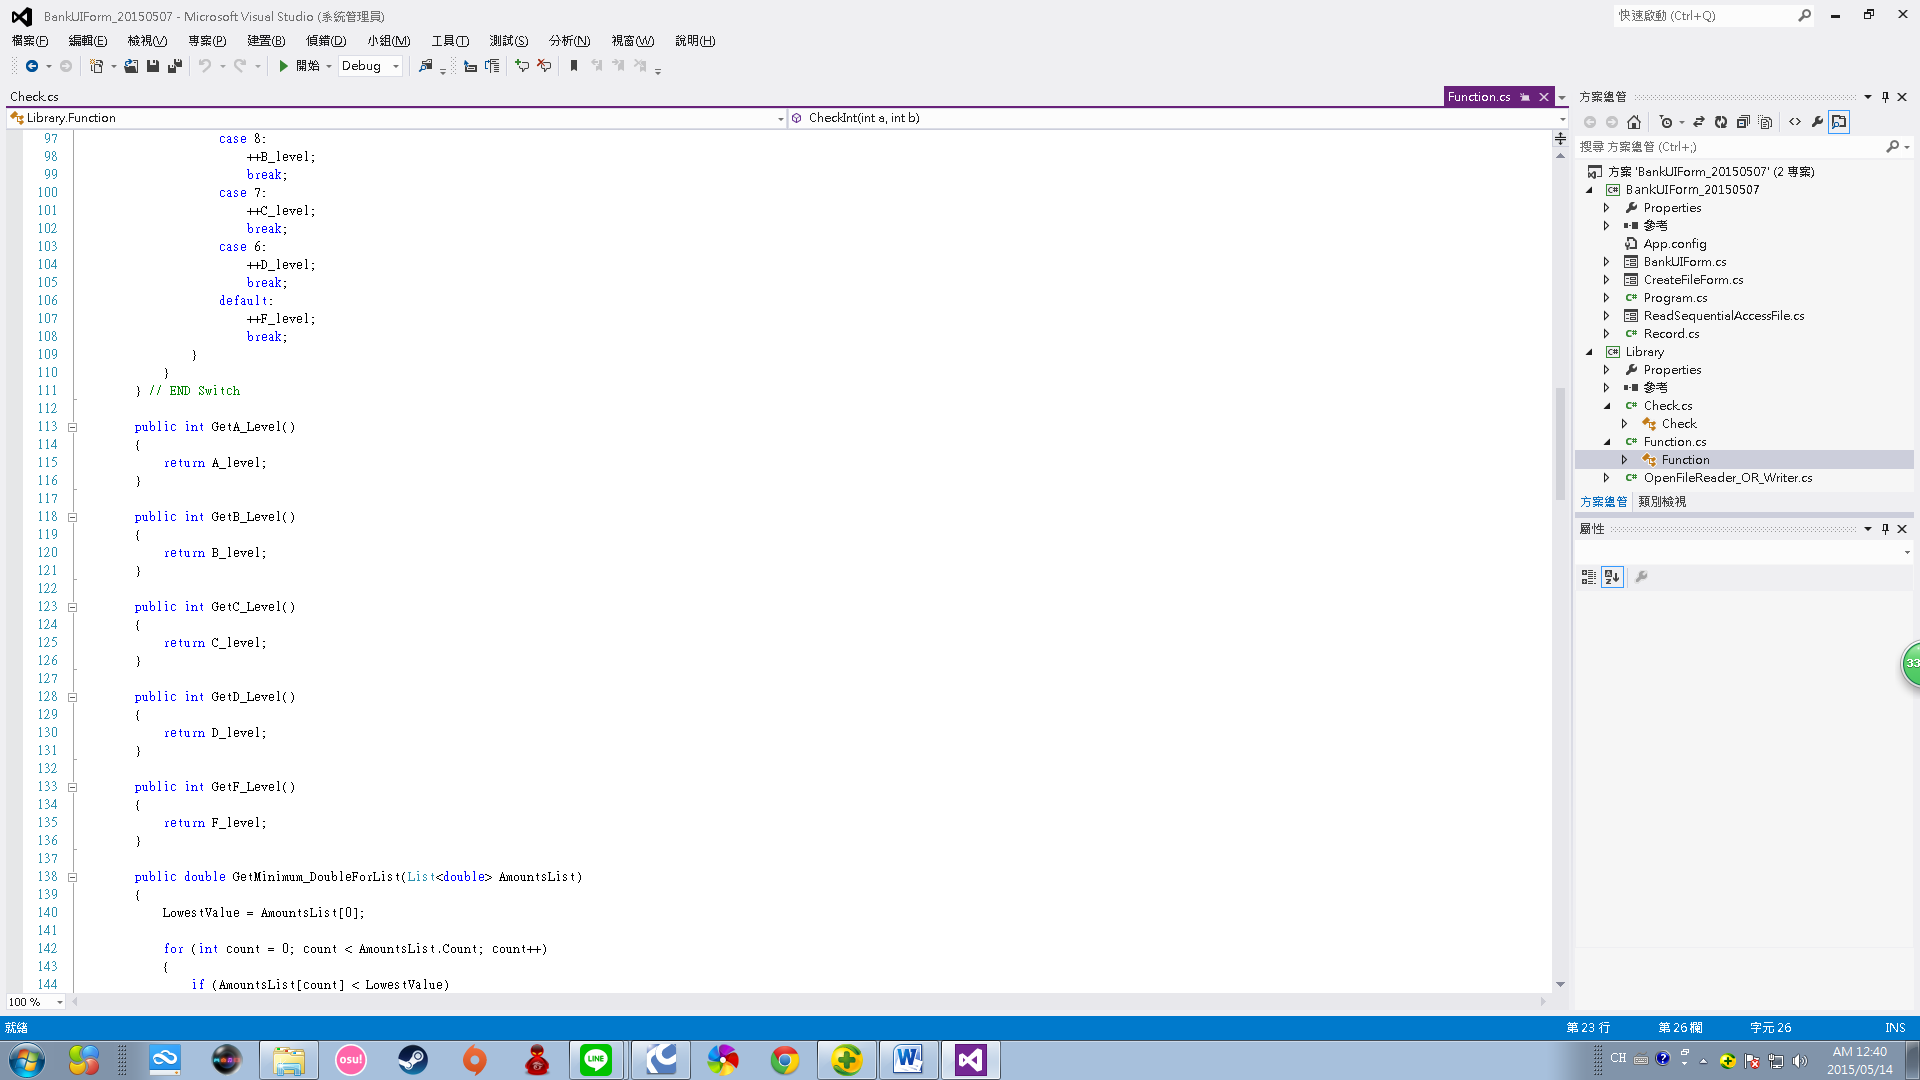 BankUIForm_20150507 - Microsoft Visual Studio (系統管理員)
快速啟動 (Ctrl+Q)
檔案(F) 編輯(E) 檢視(V) 專案(P) 建置(B) 偵錯(D) 小組(M) 工具(T) 測試(S) 分析(N) 視窗(W) 說明(H)
開始 Debug
Check.cs
Function.cs
Library.Function
CheckInt(int a, int b)
97 case 8:
98 ++B_level;
99 break;
100 case 7:
101 ++C_level;
102 break;
103 case 6:
104 ++D_level;
105 break;
106 default:
107 ++F_level;
108 break;
109 }
110 }
111 } // END Switch
112
113 public int GetA_Level()
114 {
115 return A_level;
116 }
117
118 public int GetB_Level()
119 {
120 return B_level;
121 }
122
123 public int GetC_Level()
124 {
125 return C_level;
126 }
127
128 public int GetD_Level()
129 {
130 return D_level;
131 }
132
133 public int GetF_Level()
134 {
135 return F_level;
136 }
137
138 public double GetMinimum_DoubleForList(List<double> AmountsList)
139 {
140 LowestValue = AmountsList[0];
141
142 for (int count = 0; count < AmountsList.Count; count++)
143 {
144 if (AmountsList[count] < LowestValue)
100 %
方案總管
搜尋 方案總管 (Ctrl+;)
方案 'BankUIForm_20150507' (2 專案)
BankUIForm_20150507
Properties
參考
App.config
BankUIForm.cs
CreateFileForm.cs
Program.cs
ReadSequentialAccessFile.cs
Record.cs
Library
Properties
參考
Check.cs
Check
Function.cs
Function
OpenFileReader_OR_Writer.cs
方案總管 類別檢視
屬性
33
就緒
第 23 行 第 26 欄 字元 26 INS
osu!
LINE
CH
AM 12:40
2015/05/14